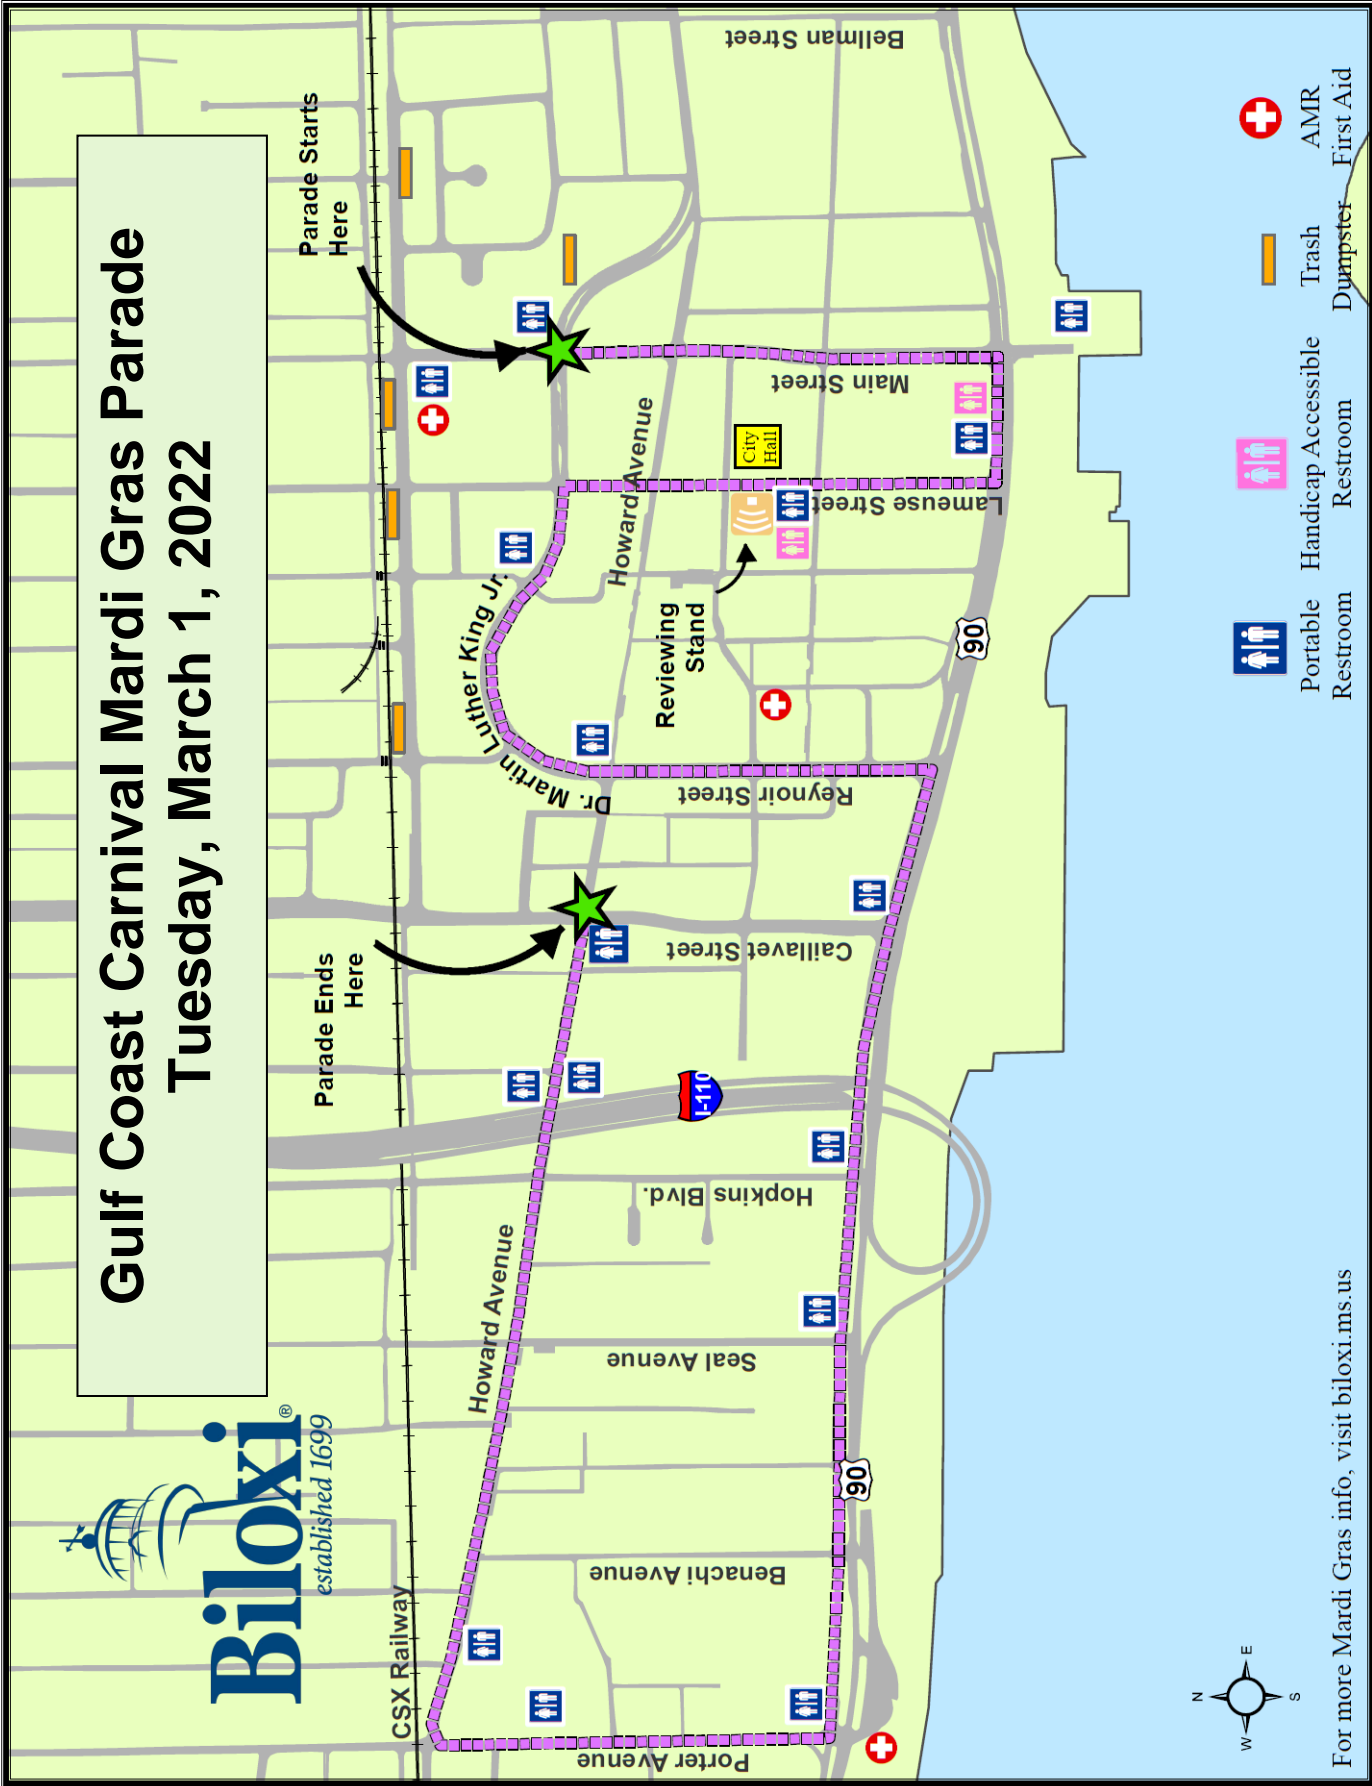 Gulf Coast Carnival Mardi Gras Parade
Tuesday, March 1, 2022
Biloxi®
established 1699
Parade Ends
Here
Parade Starts
Here
CSX Railway
Howard Avenue
Dr. Martin Luther King Jr.
Howard Avenue
Reviewing
Stand
City
Hall
Porter Avenue
Benachi Avenue
Seal Avenue
Hopkins Blvd.
I-110
Caillavet Street
Reynoir Street
Lameuse Street
Main Street
Bellman Street
90
90
N
W
E
S
Portable
Restroom
Handicap Accessible
Restroom
Trash
Dumpster
AMR
First Aid
For more Mardi Gras info, visit biloxi.ms.us